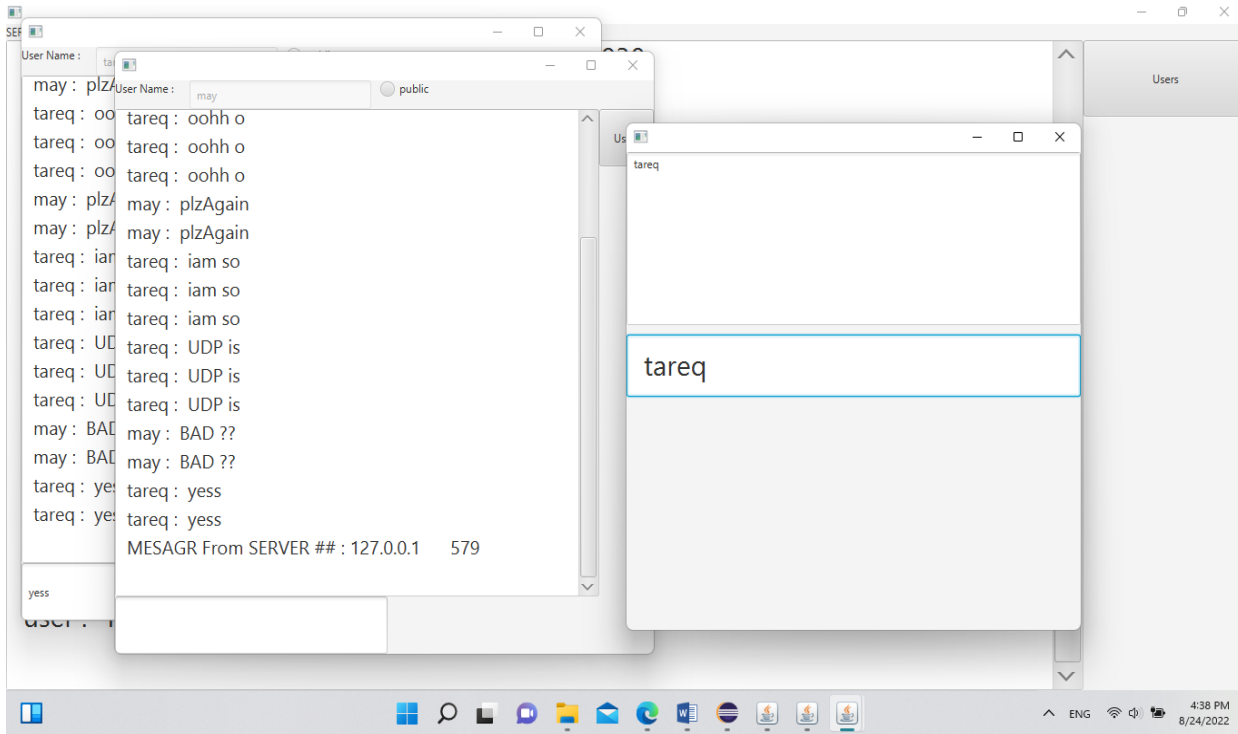 SER
User Name :
may : plzA
tareq : oo
tareq : oo
tareq : oo
may : plzA
may : plzA
tareq : iam
tareq : iam
tareq : iam
tareq : UD
tareq : UD
tareq : UD
may : BAD
may : BAD
tareq : yes
tareq : yes
yess
User Name :
may
public
tareq : oohh o
tareq : oohh o
tareq : oohh o
may : plzAgain
may : plzAgain
tareq : iam so
tareq : iam so
tareq : iam so
tareq : UDP is
tareq : UDP is
tareq : UDP is
may : BAD ??
may : BAD ??
tareq : yess
tareq : yess
MESAGR From SERVER ## : 127.0.0.1 579
Us
tareq
tareq
Users
user :
ENG
4:38 PM
8/24/2022